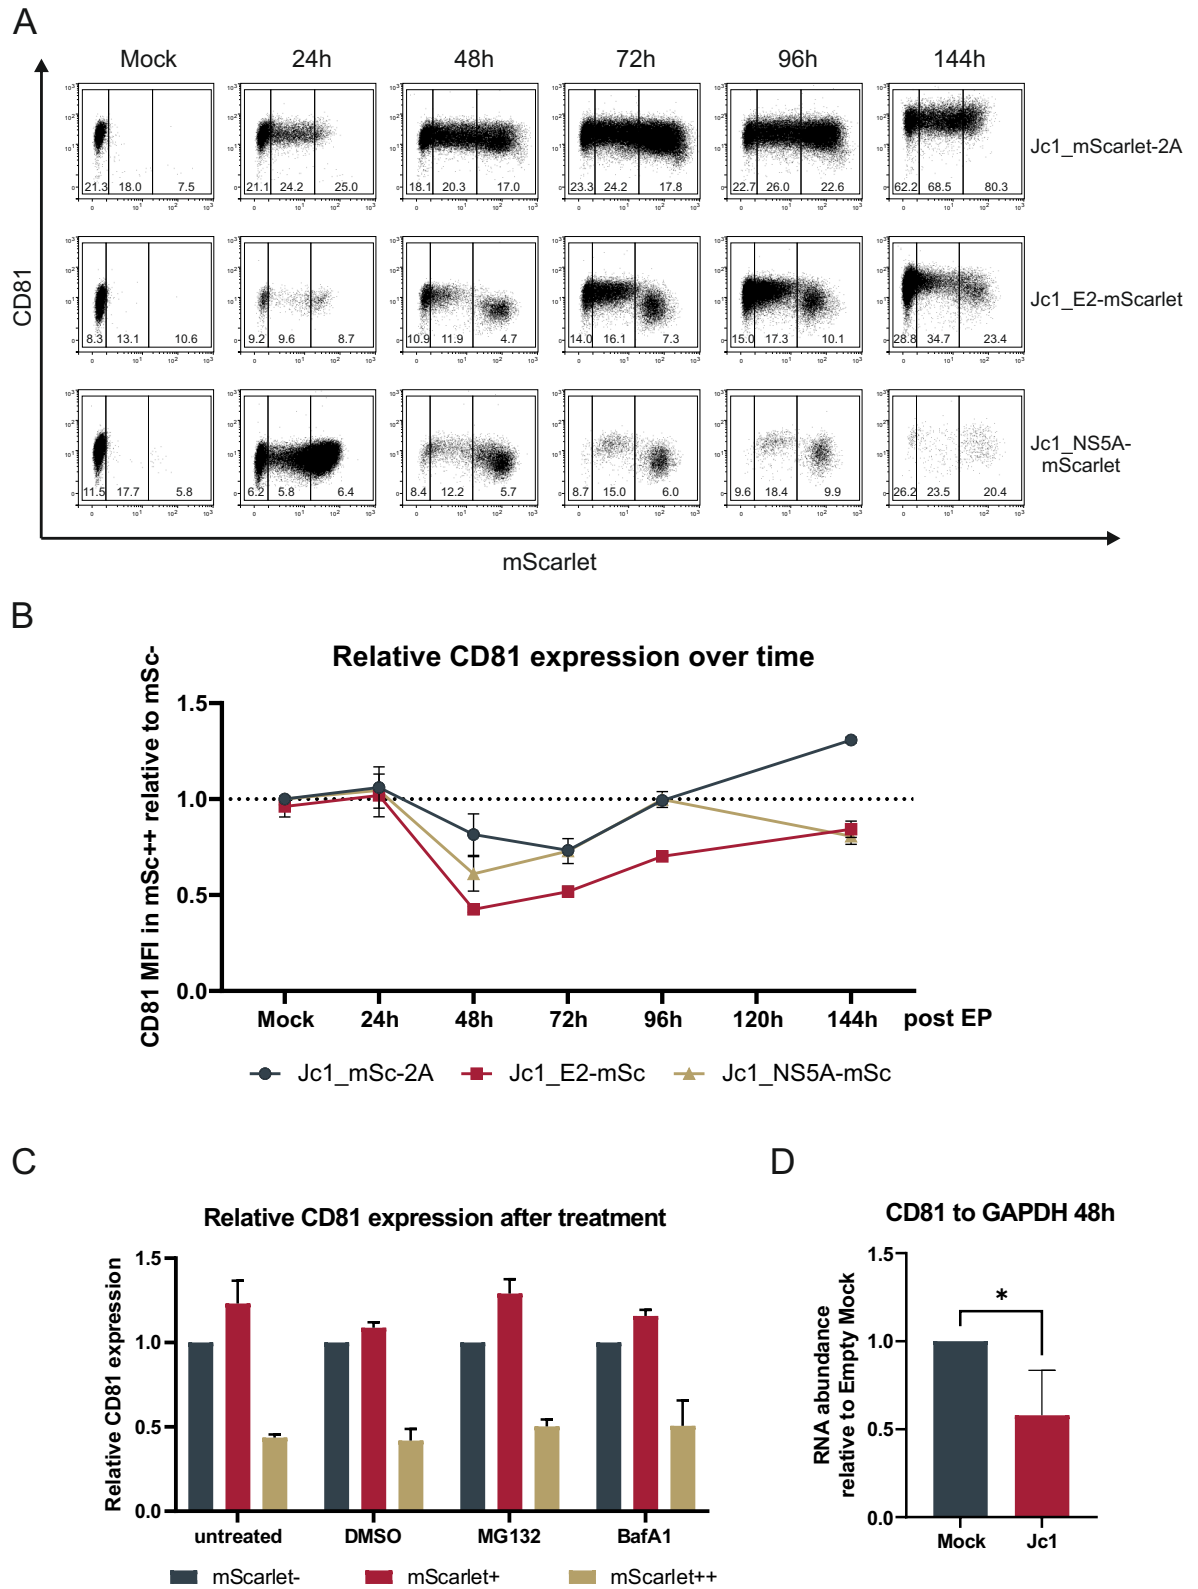 A
Mock 24h 48h 72h 96h 144h
CD81
10³ 10² 10¹ 0
21.3 18.0 7.5
21.1 24.2 25.0
18.1 20.3 17.0
23.3 24.2 17.8
22.7 26.0 22.6
62.2 68.5 80.3
Jc1_mScarlet-2A
0 10¹ 10² 10³
8.3 13.1 10.6
9.2 9.6 8.7
10.9 11.9 4.7
14.0 16.1 7.3
15.0 17.3 10.1
28.8 34.7 23.4
Jc1_E2-mScarlet
11.5 17.7 5.8
6.2 5.8 6.4
8.4 12.2 5.7
8.7 15.0 6.0
9.6 18.4 9.9
26.2 23.5 20.4
Jc1_NS5A-
mScarlet
mScarlet
B
Relative CD81 expression over time
CD81 MFI in mSc++ relative to mSc-
1.5
1.0
0.5
0.0
Mock 24h 48h 72h 96h 120h 144h post EP
Jc1_mSc-2A Jc1_E2-mSc Jc1_NS5A-mSc
C
Relative CD81 expression after treatment
Relative CD81 expression
1.5
1.0
0.5
0.0
untreated DMSO MG132 BafA1
mScarlet- mScarlet+ mScarlet++
D
CD81 to GAPDH 48h
RNA abundance
relative to Empty Mock
1.5
1.0
0.5
0.0
*
Mock Jc1